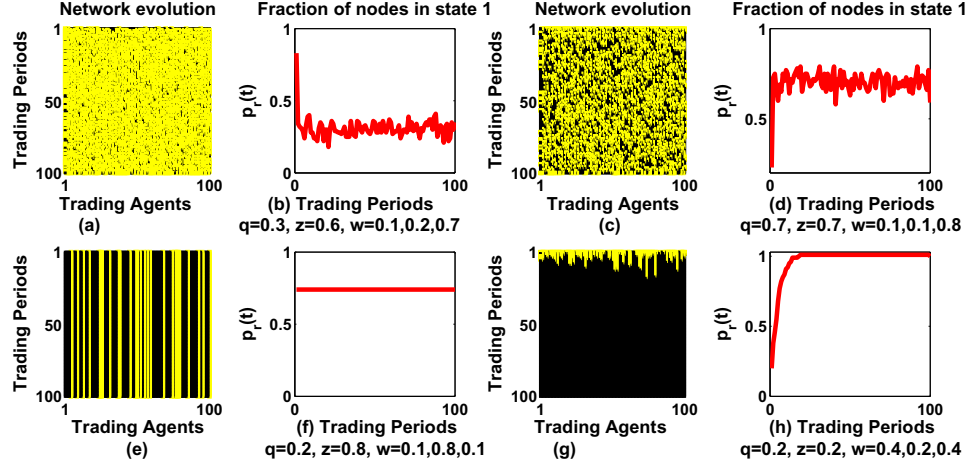 Network evolution
Fraction of nodes in state 1
Network evolution
Fraction of nodes in state 1
Trading Periods
1
50
100
1
100
Trading Agents
(a)
p_r(t)
1
0.5
0
0
100
(b) Trading Periods
q=0.3, z=0.6, w=0.1,0.2,0.7
Trading Periods
1
50
100
1
100
Trading Agents
(c)
p_r(t)
1
0.5
0
0
100
(d) Trading Periods
q=0.7, z=0.7, w=0.1,0.1,0.8
Trading Periods
1
50
100
1
100
Trading Agents
(e)
p_r(t)
1
0.5
0
0
100
(f) Trading Periods
q=0.2, z=0.8, w=0.1,0.8,0.1
Trading Periods
1
50
100
1
100
Trading Agents
(g)
p_r(t)
1
0.5
0
0
100
(h) Trading Periods
q=0.2, z=0.2, w=0.4,0.2,0.4